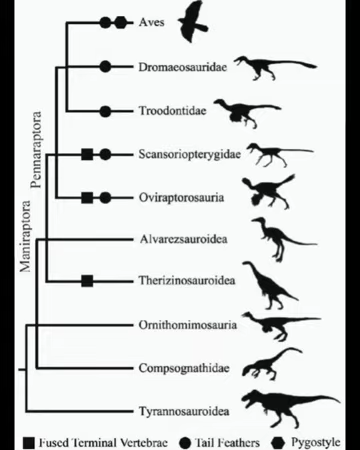 Aves
Dromaeosauridae
Troodontidae
Scansoriopterygidae
Oviraptorosauria
Alvarezsauroidea
Therizinosauroidea
Ornithomimosauria
Compsognathidae
Tyrannosauroidea
Pennaraptora
Maniraptora
Fused Terminal Vertebrae Tail Feathers Pygostyle